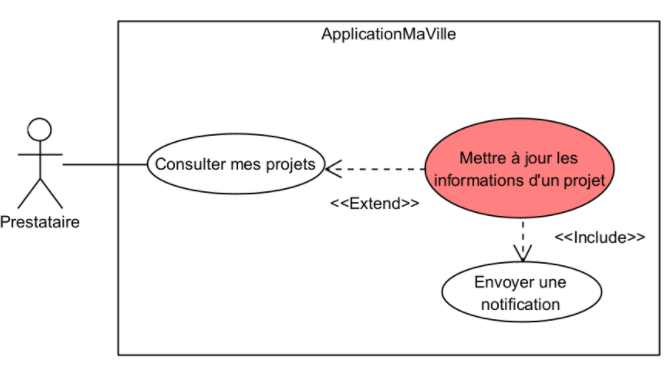 ApplicationMaVille
Consulter mes projets
Mettre à jour les
informations d'un projet
Prestataire
<<Extend>>
<<Include>>
Envoyer une
notification